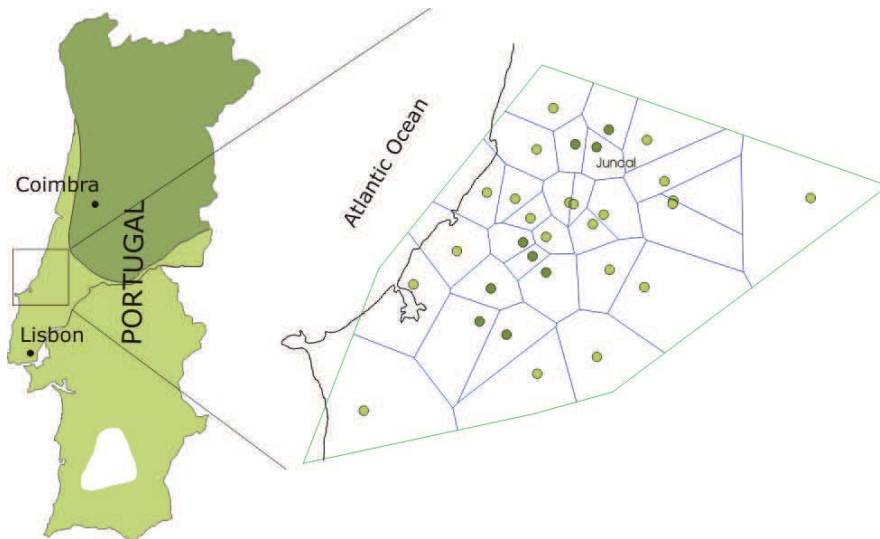 Atlantic Ocean
Juncal
Coimbra
PORTUGAL
Lisbon